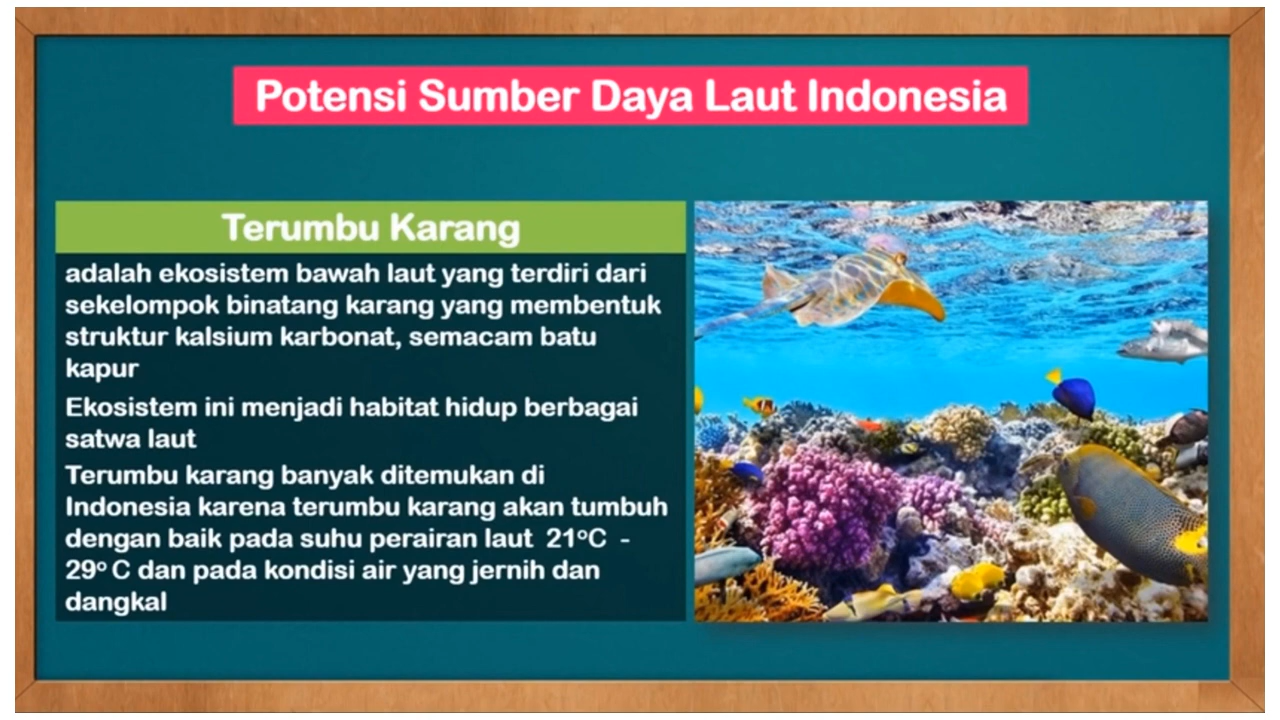 Potensi Sumber Daya Laut Indonesia
Terumbu Karang
adalah ekosistem bawah laut yang terdiri dari
sekelompok binatang karang yang membentuk
struktur kalsium karbonat, semacam batu
kapur
Ekosistem ini menjadi habitat hidup berbagai
satwa laut
Terumbu karang banyak ditemukan di
Indonesia karena terumbu karang akan tumbuh
dengan baik pada suhu perairan laut 21°C -
29° C dan pada kondisi air yang jernih dan
dangkal